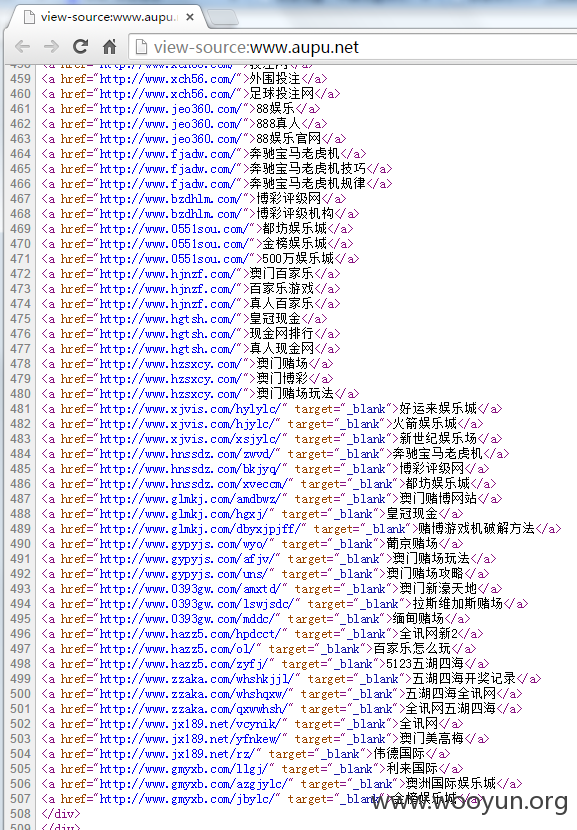 view-source:www.aupu.
view-source:www.aupu.net
459 <a href="http://www.xch56.com/">外围投注</a>
460 <a href="http://www.xch56.com/">足球投注网</a>
461 <a href="http://www.jeo360.com/">88娱乐</a>
462 <a href="http://www.jeo360.com/">888真人</a>
463 <a href="http://www.jeo360.com/">88娱乐官网</a>
464 <a href="http://www.fjadw.com/">奔驰宝马老虎机</a>
465 <a href="http://www.fjadw.com/">奔驰宝马老虎机技巧</a>
466 <a href="http://www.fjadw.com/">奔驰宝马老虎机规律</a>
467 <a href="http://www.bzdhlm.com/">博彩评级网</a>
468 <a href="http://www.bzdhlm.com/">博彩评级机构</a>
469 <a href="http://www.0551sou.com/">都坊娱乐城</a>
470 <a href="http://www.0551sou.com/">金榜娱乐城</a>
471 <a href="http://www.0551sou.com/">500万娱乐城</a>
472 <a href="http://www.hjnzf.com/">澳门百家乐</a>
473 <a href="http://www.hjnzf.com/">百家乐游戏</a>
474 <a href="http://www.hjnzf.com/">真人百家乐</a>
475 <a href="http://www.hgtsh.com/">皇冠现金</a>
476 <a href="http://www.hgtsh.com/">现金网排行</a>
477 <a href="http://www.hgtsh.com/">真人现金网</a>
478 <a href="http://www.hzsxcy.com/">澳门赌场</a>
479 <a href="http://www.hzsxcy.com/">澳门博彩</a>
480 <a href="http://www.hzsxcy.com/">澳门赌场玩法</a>
481 <a href="http://www.xjvis.com/hylylc/" target="_blank">好运来娱乐城</a>
482 <a href="http://www.xjvis.com/hjylc/" target="_blank">火箭娱乐城</a>
483 <a href="http://www.xjvis.com/xsjylc/" target="_blank">新世纪娱乐场</a>
484 <a href="http://www.hnssdz.com/zwvd/" target="_blank">奔驰宝马老虎机</a>
485 <a href="http://www.hnssdz.com/bkjyq/" target="_blank">博彩评级网</a>
486 <a href="http://www.hnssdz.com/xveccm/" target="_blank">都坊娱乐城</a>
487 <a href="http://www.glmkj.com/amdbwz/" target="_blank">澳门赌博网站</a>
488 <a href="http://www.glmkj.com/hgxj/" target="_blank">皇冠现金</a>
489 <a href="http://www.glmkj.com/dbyxjpjff/" target="_blank">赌博游戏机破解方法</a>
490 <a href="http://www.gypyjs.com/wyo/" target="_blank">葡京赌场</a>
491 <a href="http://www.gypyjs.com/afjv/" target="_blank">澳门赌场玩法</a>
492 <a href="http://www.gypyjs.com/uns/" target="_blank">澳门赌场攻略</a>
493 <a href="http://www.0393gw.com/amxtd/" target="_blank">澳门新濠天地</a>
494 <a href="http://www.0393gw.com/lswjsdc/" target="_blank">拉斯维加斯赌场</a>
495 <a href="http://www.0393gw.com/mddc/" target="_blank">缅甸赌场</a>
496 <a href="http://www.hazz5.com/hpdcct/" target="_blank">全讯网新2</a>
497 <a href="http://www.hazz5.com/ol/" target="_blank">百家乐怎么玩</a>
498 <a href="http://www.hazz5.com/zyfj/" target="_blank">5123五湖四海</a>
499 <a href="http://www.zzaka.com/whshkjjl/" target="_blank">五湖四海开奖记录</a>
500 <a href="http://www.zzaka.com/whshqxw/" target="_blank">五湖四海全讯网</a>
501 <a href="http://www.zzaka.com/qxwwhsh/" target="_blank">全讯网五湖四海</a>
502 <a href="http://www.jx189.net/vcynik/" target="_blank">全讯网</a>
503 <a href="http://www.jx189.net/yfnkew/" target="_blank">澳门美高梅</a>
504 <a href="http://www.jx189.net/rz/" target="_blank">伟德国际</a>
505 <a href="http://www.gmyxb.com/llgj/" target="_blank">利来国际</a>
506 <a href="http://www.gmyxb.com/azgjylc/" target="_blank">澳洲国际娱乐城</a>
507 <a href="http://www.gmyxb.com/jbylc/" target="_blank">金榜娱乐城</a>
508 </div>
www.wooyun.org
509 </div>